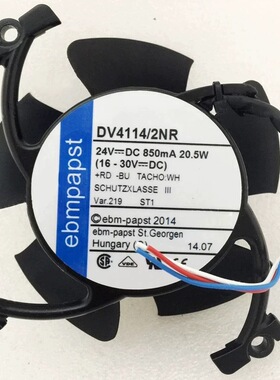 ebmpapst
DV4114/2NR
24V⎓DC 850mA 20.5W
(16 - 30V⎓DC)
+RD -BU TACHO:WH
SCHUTZXLASSE III
Var.219 ST1
©ebm-papst 2014
ebm-papst St.Georgen
Hungary
14.07